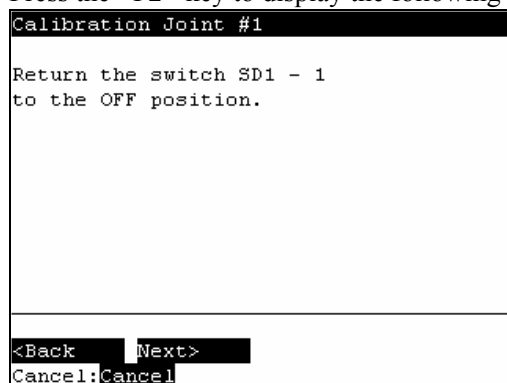 Press the "F2" key to display the following
Calibration Joint #1
Return the switch SD1 - 1
to the OFF position.
<Back Next>
Cancel:Cancel